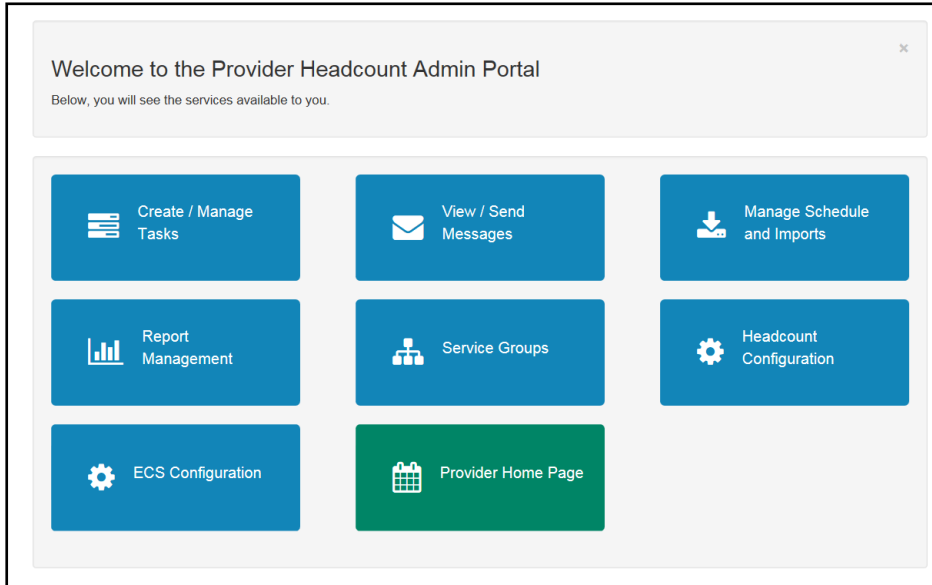 Welcome to the Provider Headcount Admin Portal
Below, you will see the services available to you.
Create / Manage
Tasks
View / Send
Messages
Manage Schedule
and Imports
Report
Management
Service Groups
Headcount
Configuration
ECS Configuration
Provider Home Page